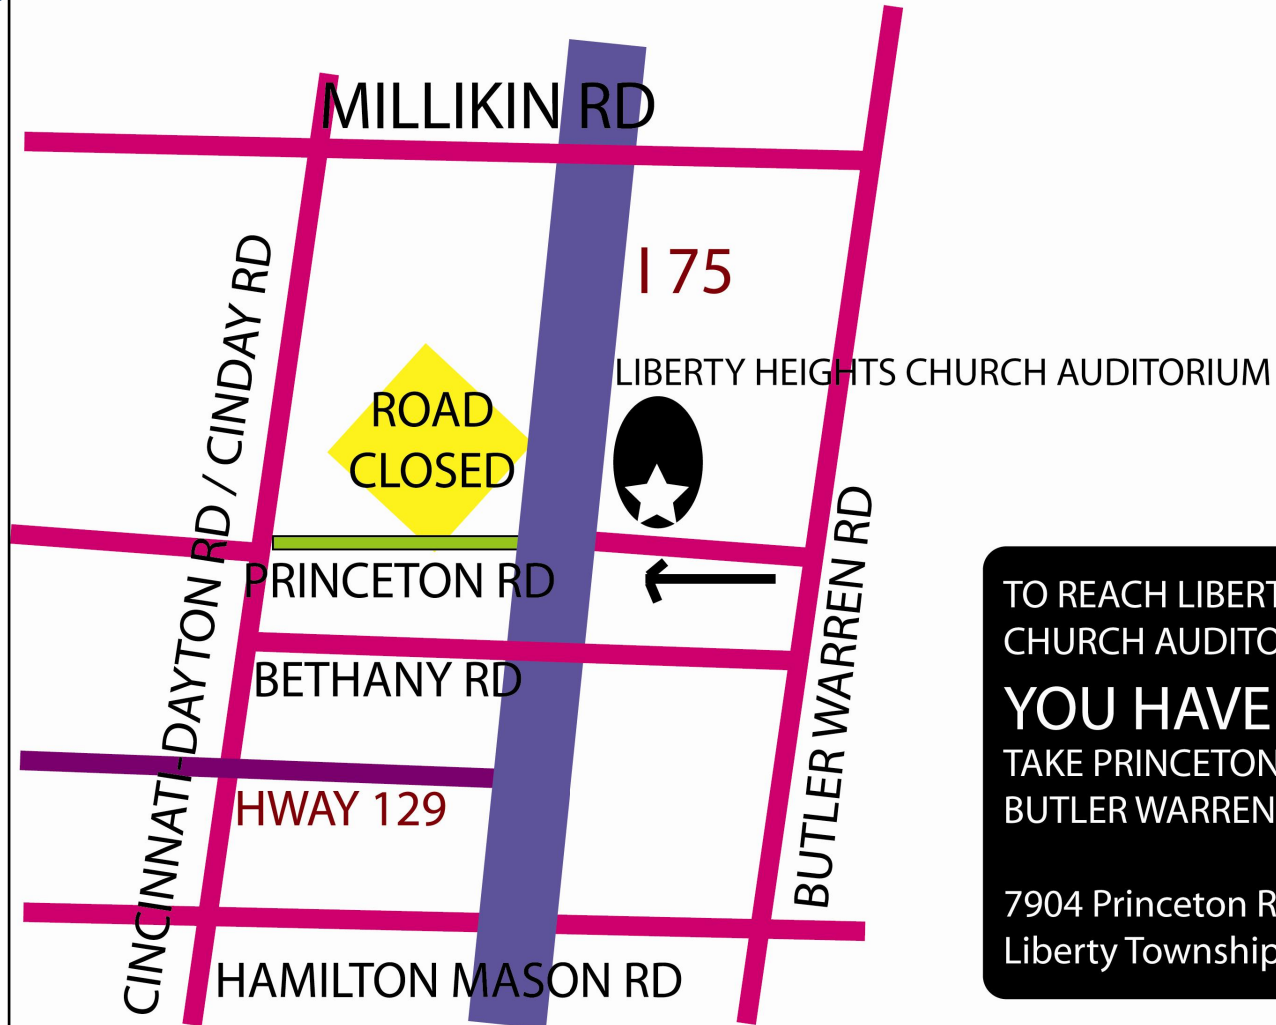 MILLIKIN RD
I 75
CINCINNATI-DAYTON RD / CINDAY RD
LIBERTY HEIGHTS CHURCH AUDITORIUM
ROAD
CLOSED
PRINCETON RD
BUTLER WARREN RD
BETHANY RD
HWAY 129
HAMILTON MASON RD
TO REACH
CHURCH
YOU HAVE
TAKE PRINCETON
BUTLER WARREN
7904 Princeton
Liberty Township